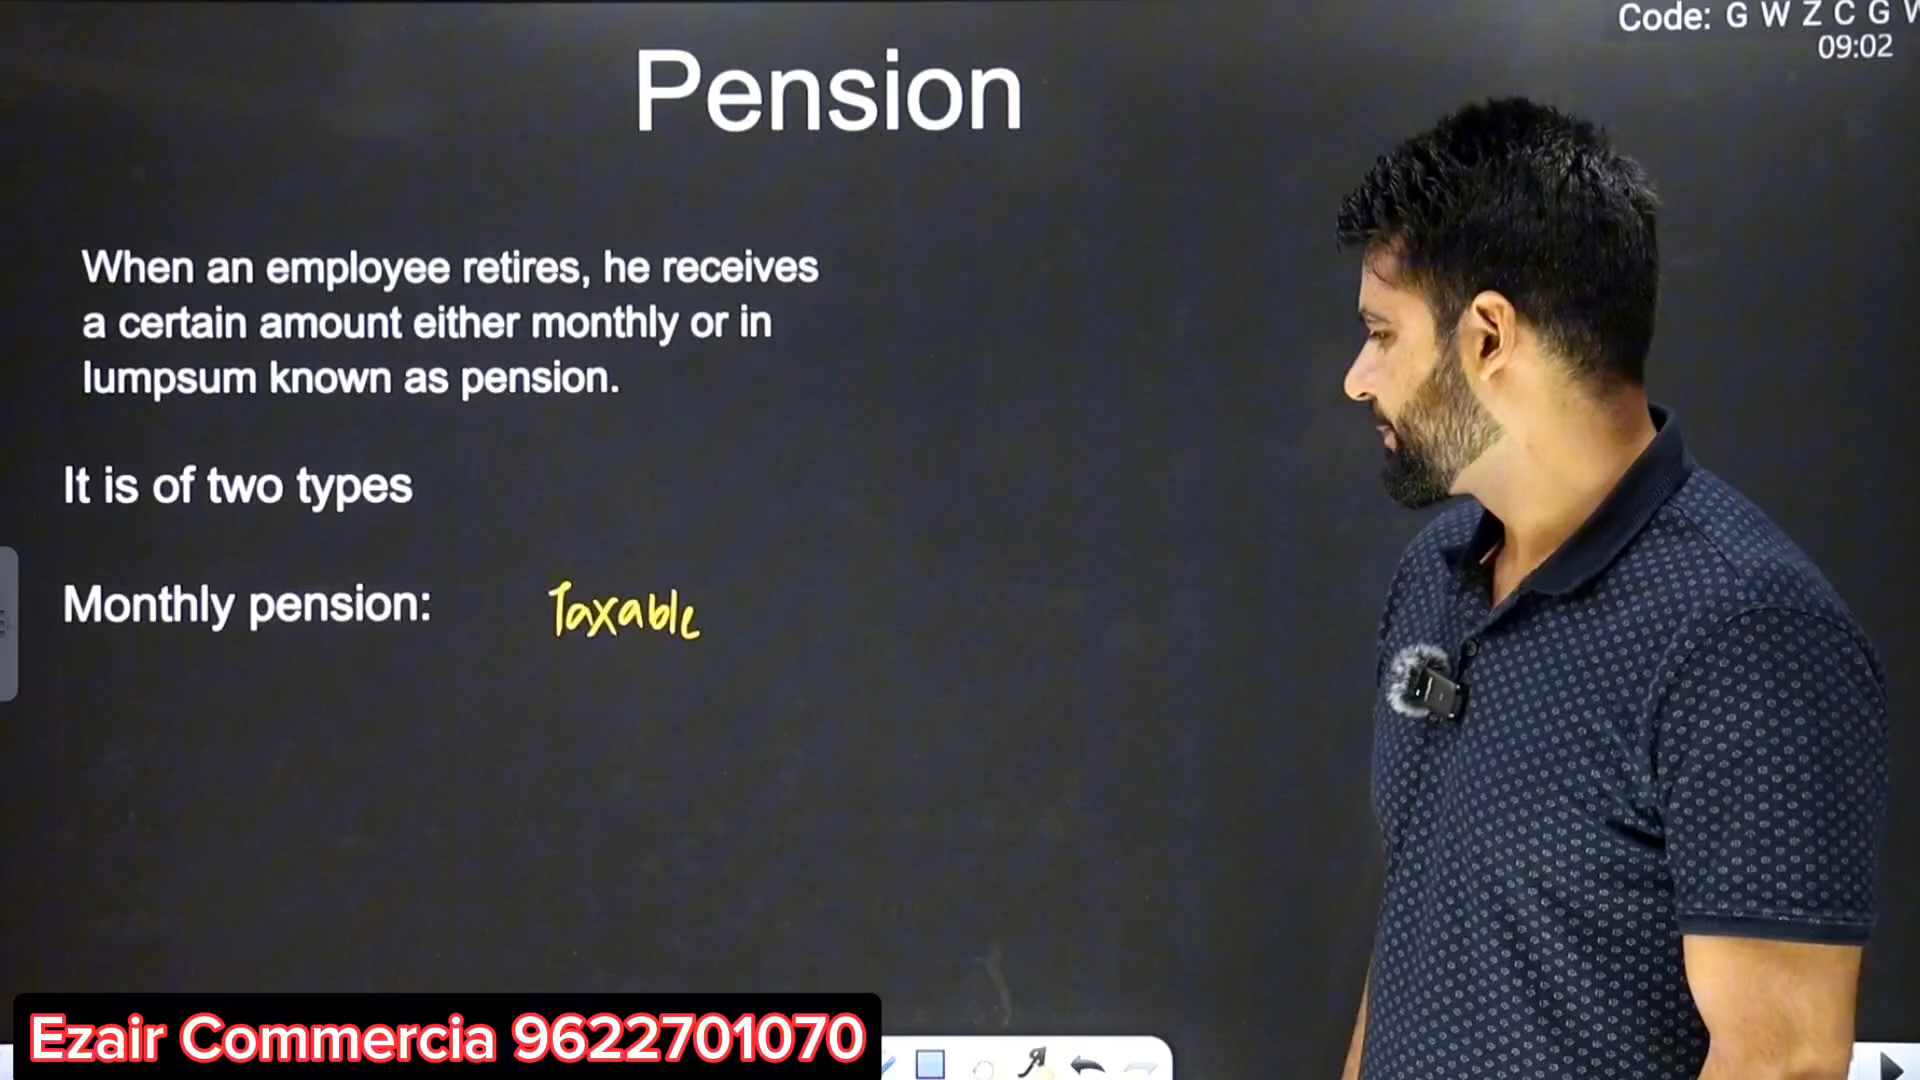 Code: G W Z C G W
09:02
Pension
When an employee retires, he receives
a certain amount either monthly or in
lumpsum known as pension.
It is of two types
Monthly pension: Taxable
Ezair Commercia 9622701070